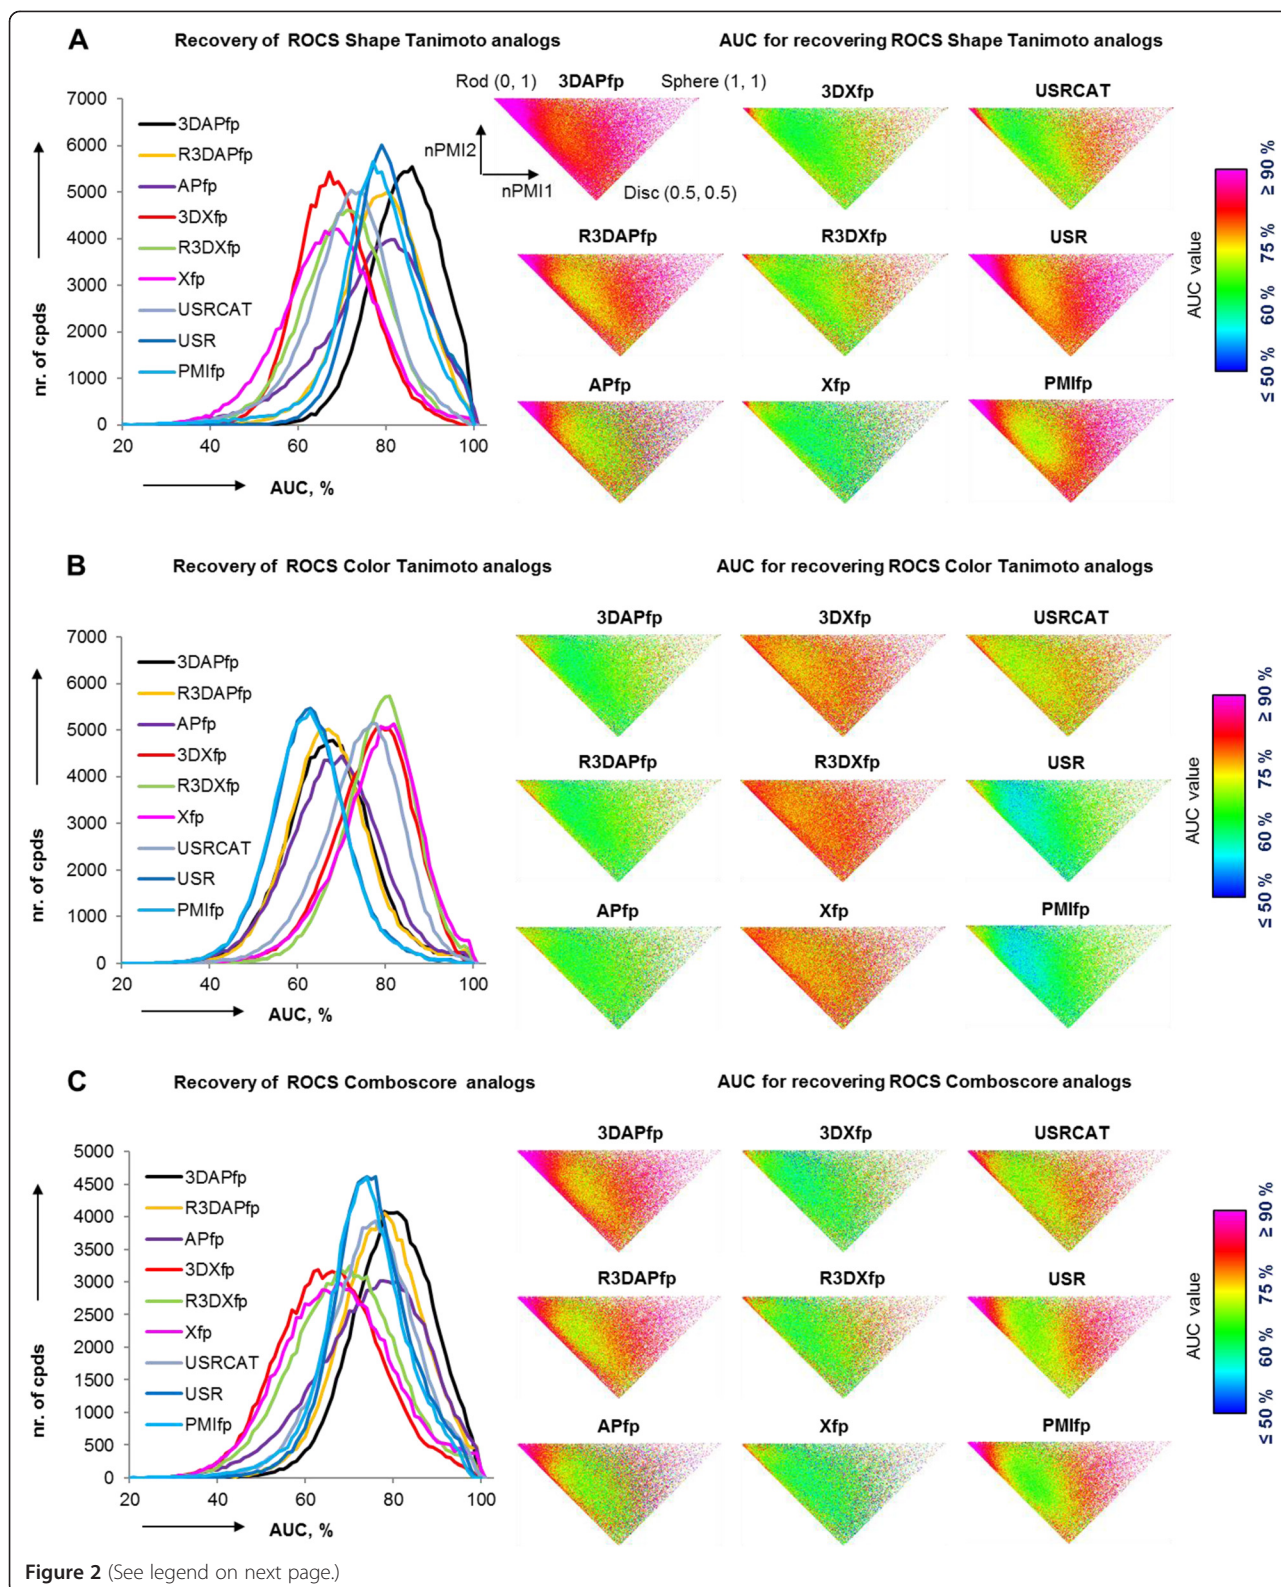 A
Recovery of ROCS Shape Tanimoto analogs
AUC for recovering ROCS Shape Tanimoto analogs
7000
6000
5000
4000
3000
2000
1000
0
20
40
60
80
100
nr. of cpds
AUC, %
3DAPfp
R3DAPfp
APfp
3DXfp
R3DXfp
Xfp
USRCAT
USR
PMIfp
Rod (0, 1)
3DAPfp
Sphere (1, 1)
nPMI2
nPMI1
Disc (0.5, 0.5)
3DXfp
USRCAT
R3DAPfp
R3DXfp
USR
APfp
Xfp
PMIfp
AUC value
≤ 50 %
60 %
75 %
≥ 90 %
B
Recovery of ROCS Color Tanimoto analogs
AUC for recovering ROCS Color Tanimoto analogs
7000
6000
5000
4000
3000
2000
1000
0
20
40
60
80
100
nr. of cpds
AUC, %
3DAPfp
R3DAPfp
APfp
3DXfp
R3DXfp
Xfp
USRCAT
USR
PMIfp
3DAPfp
3DXfp
USRCAT
R3DAPfp
R3DXfp
USR
APfp
Xfp
PMIfp
AUC value
≤ 50 %
60 %
75 %
≥ 90 %
C
Recovery of ROCS Comboscore analogs
AUC for recovering ROCS Comboscore analogs
5000
4500
4000
3500
3000
2500
2000
1500
1000
500
0
20
40
60
80
100
nr. of cpds
AUC, %
3DAPfp
R3DAPfp
APfp
3DXfp
R3DXfp
Xfp
USRCAT
USR
PMIfp
3DAPfp
3DXfp
USRCAT
R3DAPfp
R3DXfp
USR
APfp
Xfp
PMIfp
AUC value
≤ 50 %
60 %
75 %
≥ 90 %
Figure 2 (See legend on next page.)